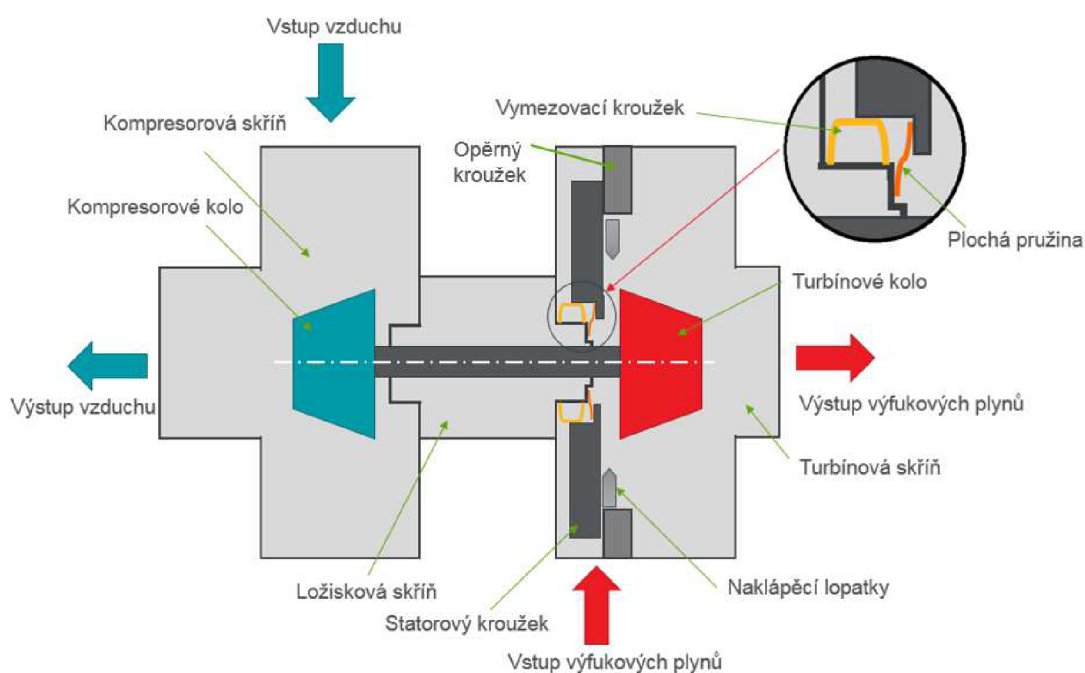 Vstup vzduchu
Vymezovací kroužek
Kompresorová skříň
Opěrný
kroužek
Kompresorové kolo
Plochá pružina
Turbínové kolo
Výstup vzduchu
Výstup výfukových plynů
Turbínová skříň
Ložisková skříň
Naklápěcí lopatky
Statorový kroužek
Vstup výfukových plynů